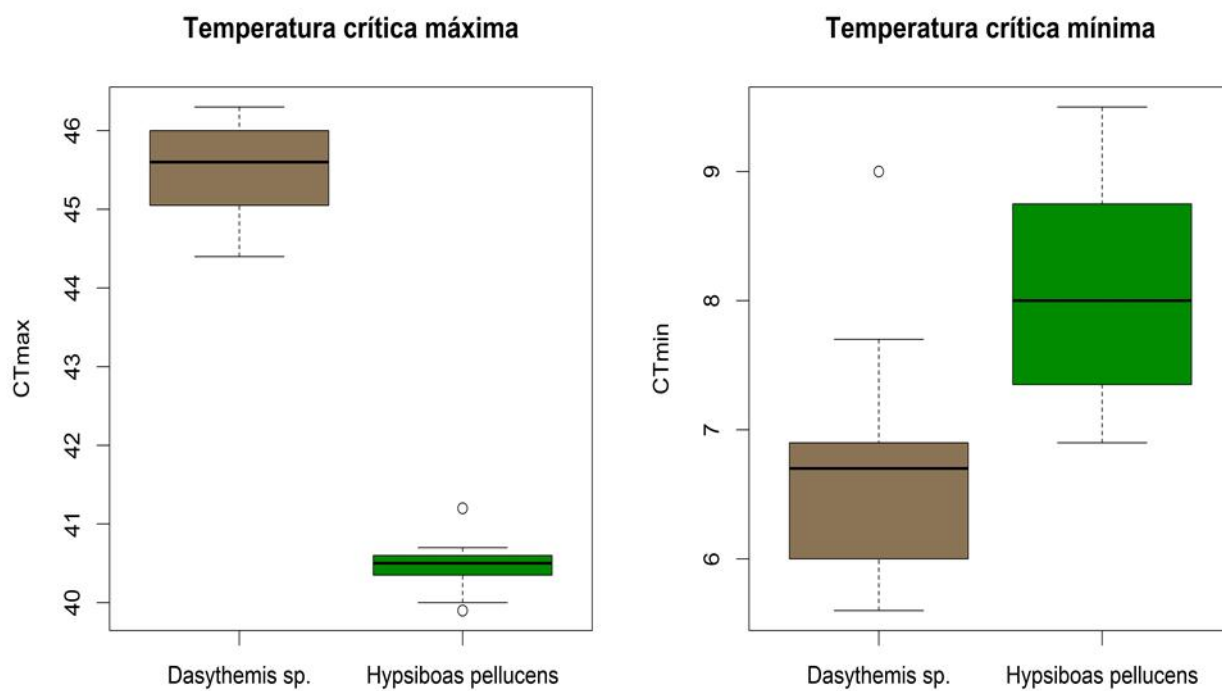 Temperatura crítica máxima
CTmax
46
45
44
43
42
41
40
Dasythemis sp.
Hypsiboas pellucens
Temperatura crítica mínima
CTmin
9
8
7
6
Dasythemis sp.
Hypsiboas pellucens